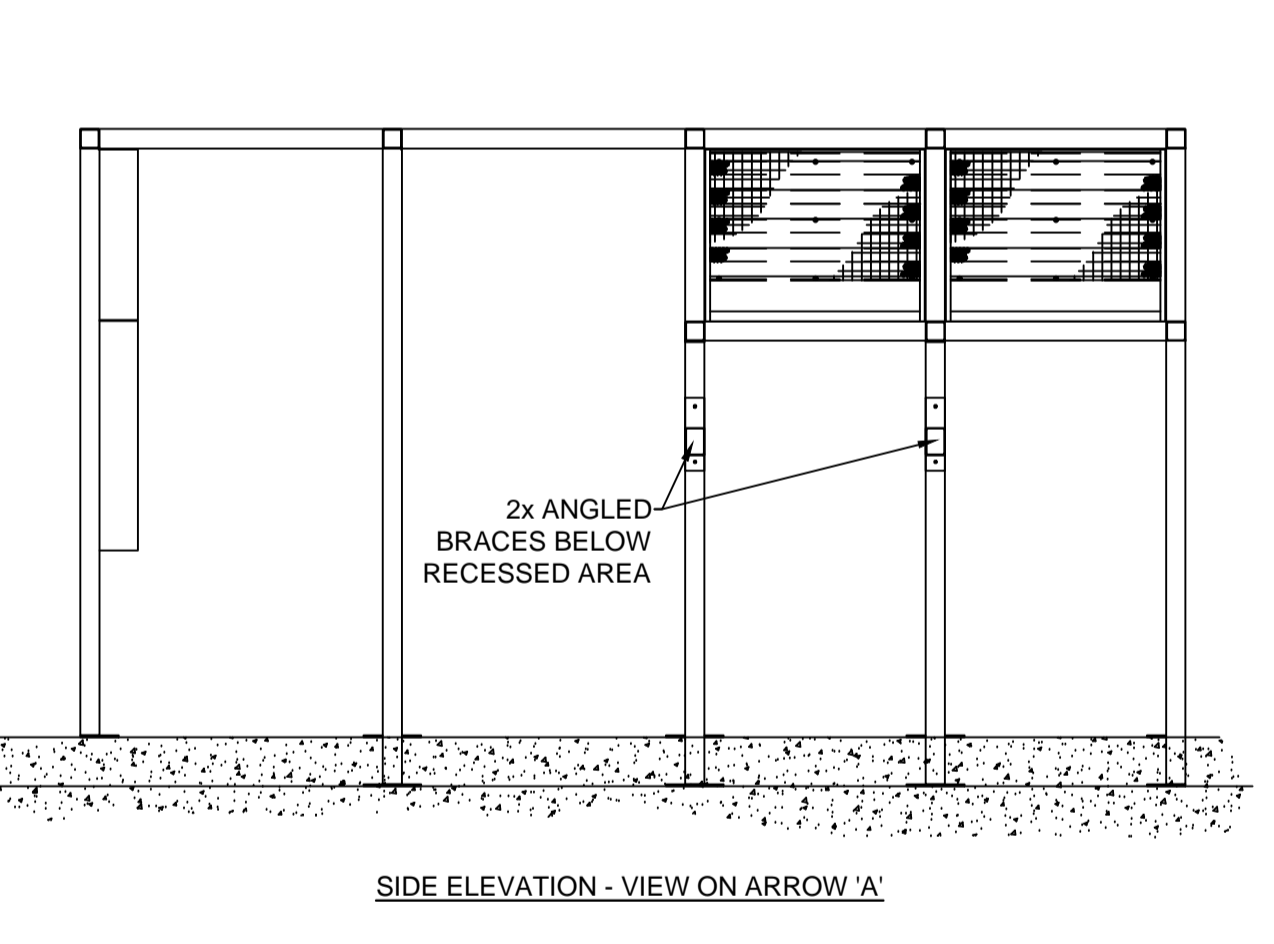 2x ANGLED
BRACES BELOW
RECESSED AREA
SIDE ELEVATION - VIEW ON ARROW 'A'